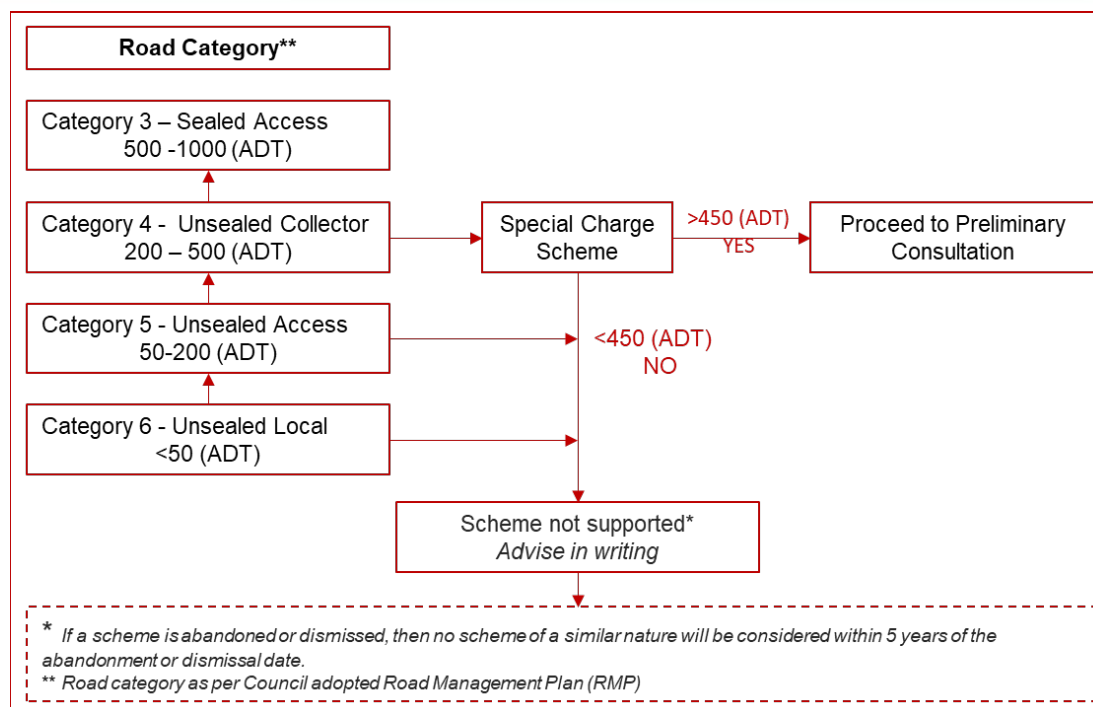 Road Category**
Category 3 – Sealed Access
500 -1000 (ADT)
Category 4 - Unsealed Collector
200 – 500 (ADT)
Special Charge
Scheme
>450 (ADT)
YES
Proceed to Preliminary
Consultation
Category 5 - Unsealed Access
50-200 (ADT)
<450 (ADT)
NO
Category 6 - Unsealed Local
<50 (ADT)
Scheme not supported*
Advise in writing
* If a scheme is abandoned or dismissed, then no scheme of a similar nature will be considered within 5 years of the
abandonment or dismissal date.
** Road category as per Council adopted Road Management Plan (RMP)